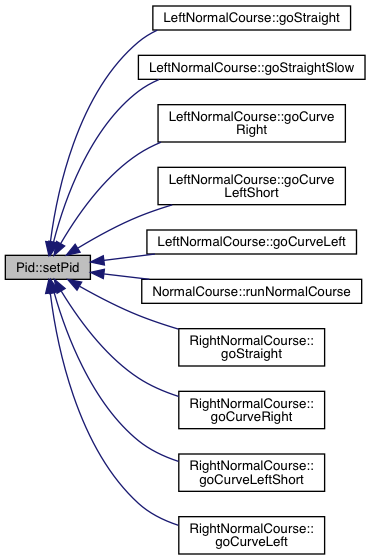 LeftNormalCourse::goStraight
LeftNormalCourse::goStraightSlow
LeftNormalCourse::goCurve
Right
LeftNormalCourse::goCurve
LeftShort
LeftNormalCourse::goCurveLeft
Pid::setPid
NormalCourse::runNormalCourse
RightNormalCourse::
goStraight
RightNormalCourse::
goCurveRight
RightNormalCourse::
goCurveLeftShort
RightNormalCourse::
goCurveLeft